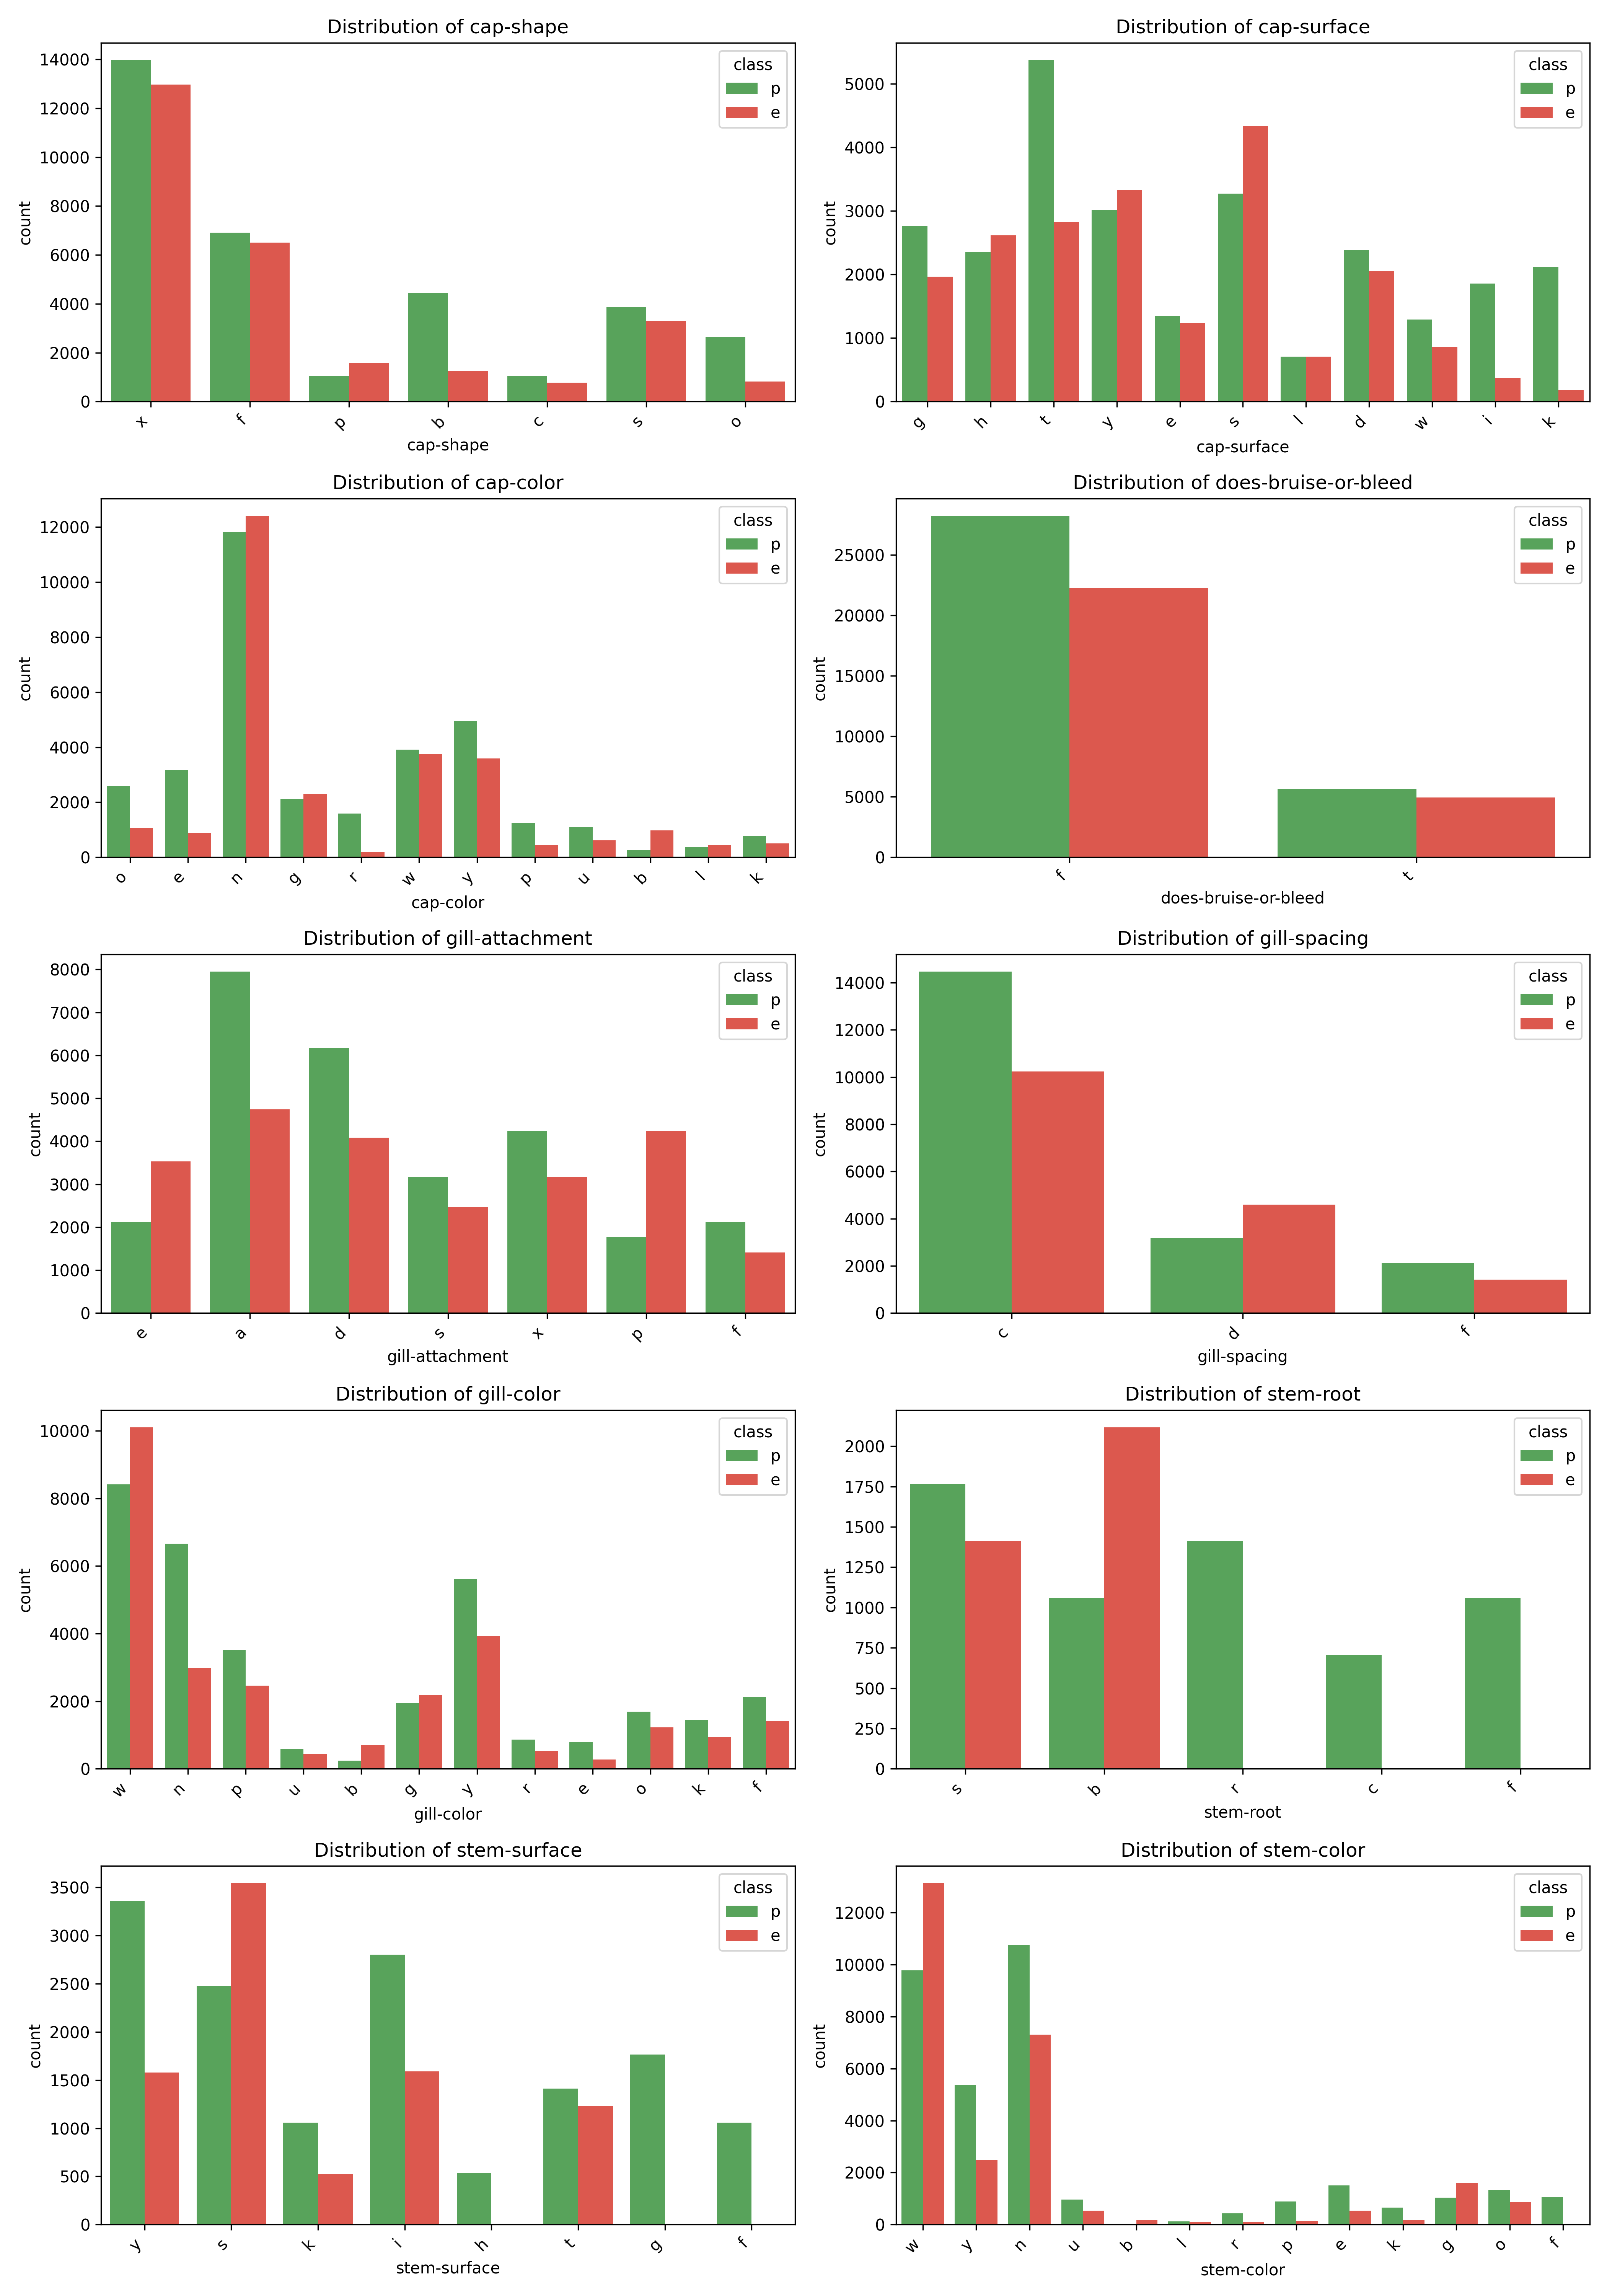 Distribution of cap-shape
14000
12000
10000
8000
6000
4000
2000
0
count
x f p b c s o
cap-shape
class
p
e
Distribution of cap-surface
5000
4000
3000
2000
1000
0
count
g h t y e s l d w i k
cap-surface
class
p
e
Distribution of cap-color
12000
10000
8000
6000
4000
2000
0
count
o e n g r w y p u b l k
cap-color
class
p
e
Distribution of does-bruise-or-bleed
25000
20000
15000
10000
5000
0
count
f t
does-bruise-or-bleed
class
p
e
Distribution of gill-attachment
8000
7000
6000
5000
4000
3000
2000
1000
0
count
e a d s x p f
gill-attachment
class
p
e
Distribution of gill-spacing
14000
12000
10000
8000
6000
4000
2000
0
count
c d f
gill-spacing
class
p
e
Distribution of gill-color
10000
8000
6000
4000
2000
0
count
w n p u b g y r e o k f
gill-color
class
p
e
Distribution of stem-root
2000
1750
1500
1250
1000
750
500
250
0
count
s b r c f
stem-root
class
p
e
Distribution of stem-surface
3500
3000
2500
2000
1500
1000
500
0
count
y s k i h t g f
stem-surface
class
p
e
Distribution of stem-color
12000
10000
8000
6000
4000
2000
0
count
w y n u b l r p e k g o f
stem-color
class
p
e